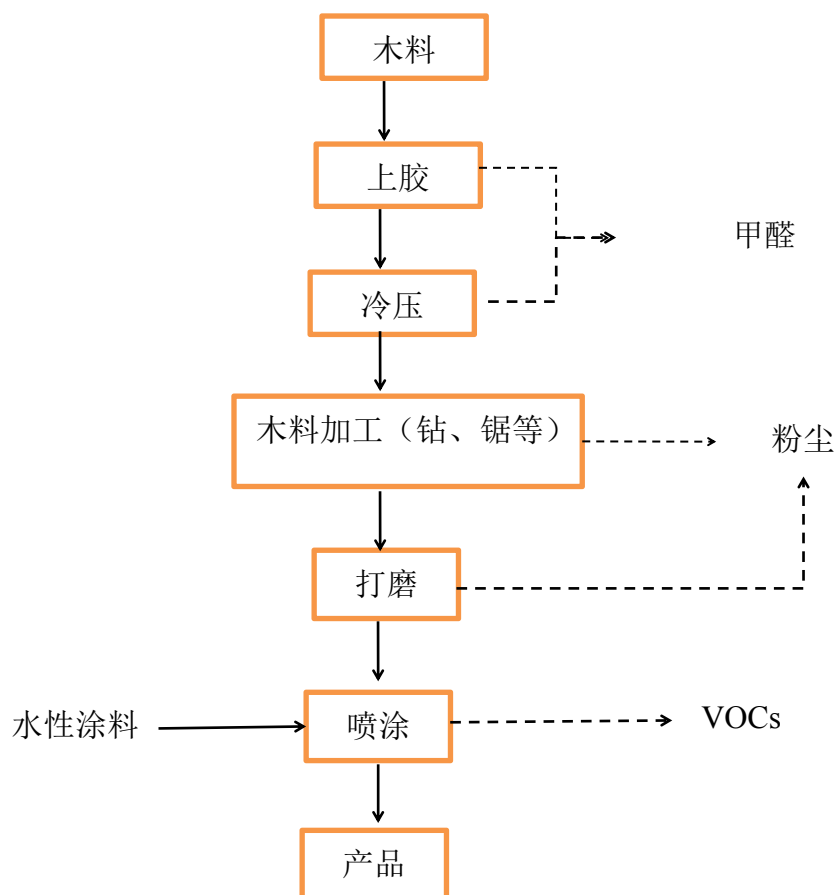 木料
上胶
甲醛
冷压
木料加工（钻、锯等）
粉尘
打磨
水性涂料
喷涂
VOCs
产品